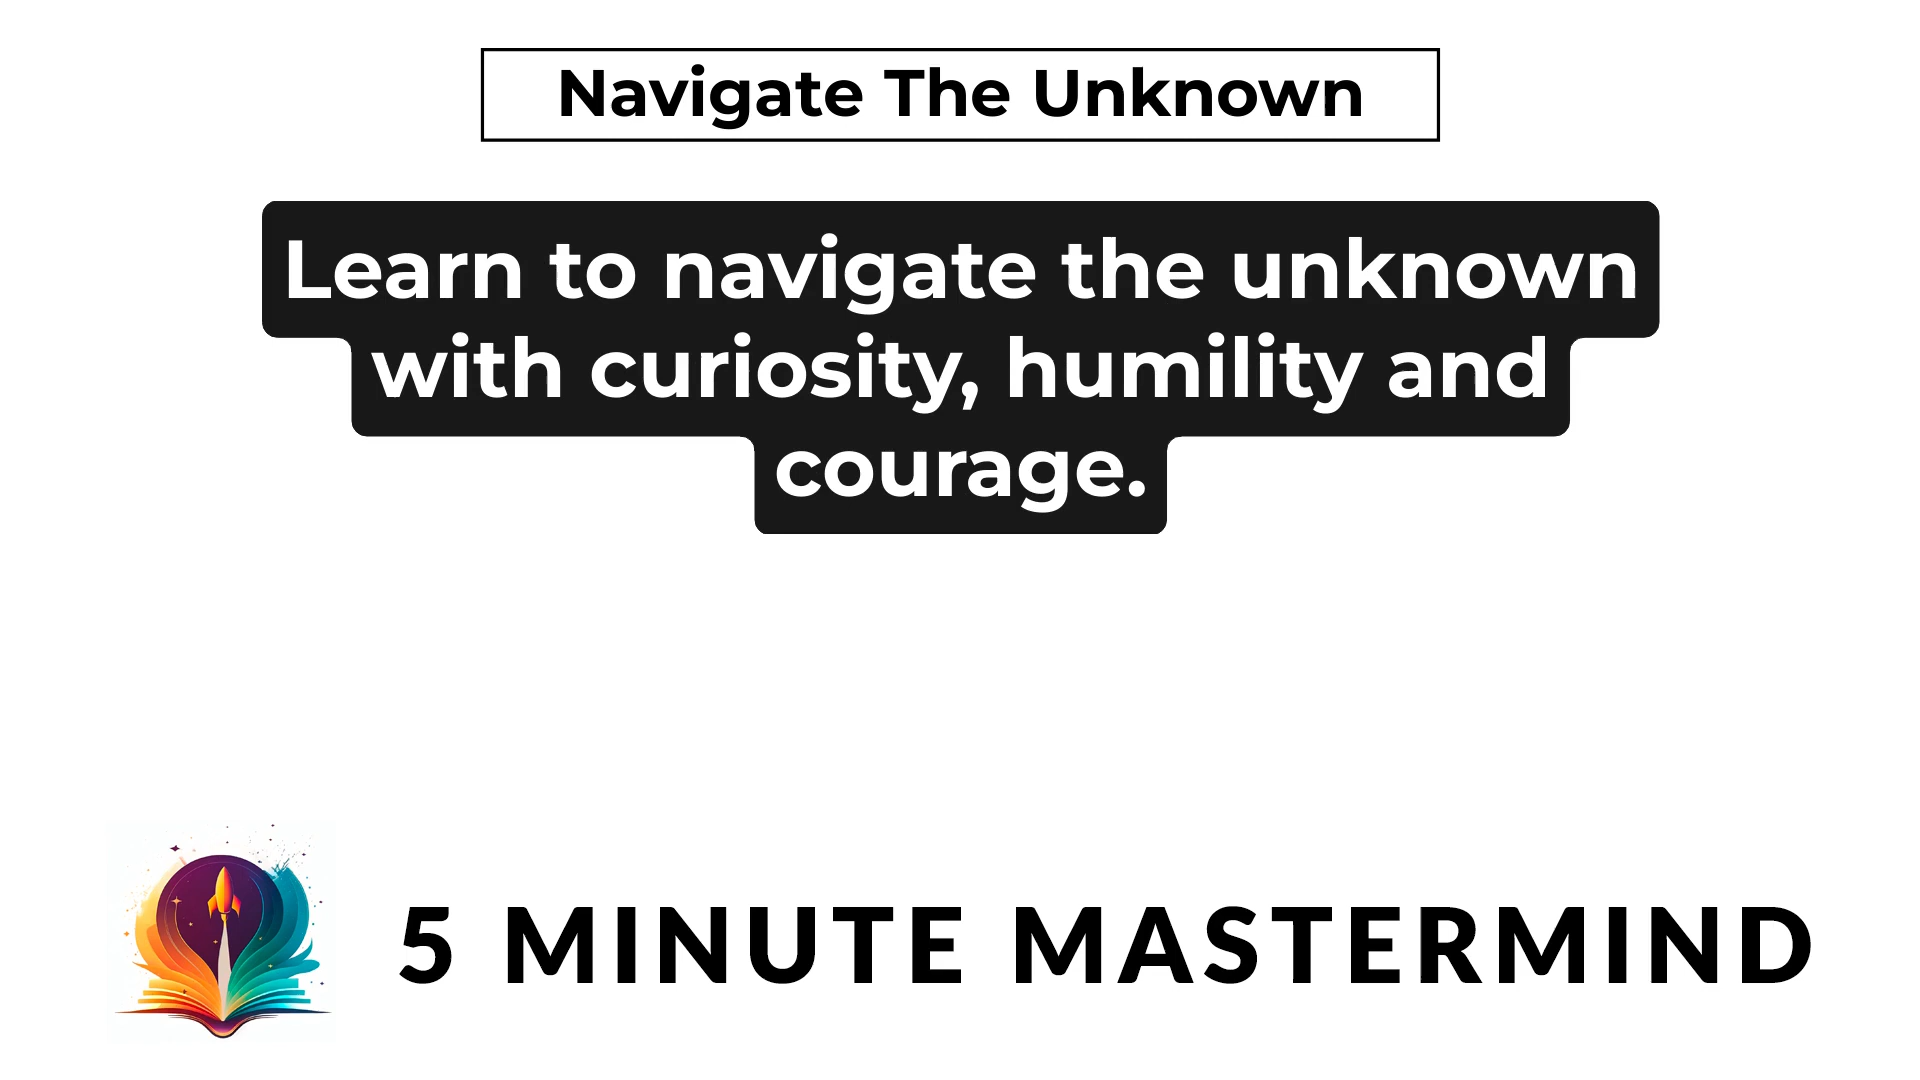 Navigate The Unknown
Learn to navigate the unknown
with curiosity, humility and
courage.
5 MINUTE MASTERMIND